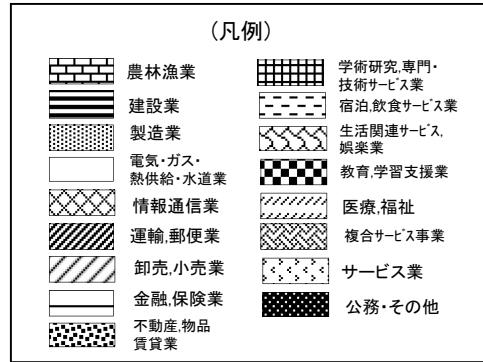 (凡例)
農林漁業
建設業
製造業
電気・ガス・
熱供給・水道業
情報通信業
運輸,郵便業
卸売,小売業
金融,保険業
不動産,物品
賃貸業
学術研究,専門・
技術サービス業
宿泊,飲食サービス業
生活関連サービス,
娯楽業
教育,学習支援業
医療,福祉
複合サービス事業
サービス業
公務・その他